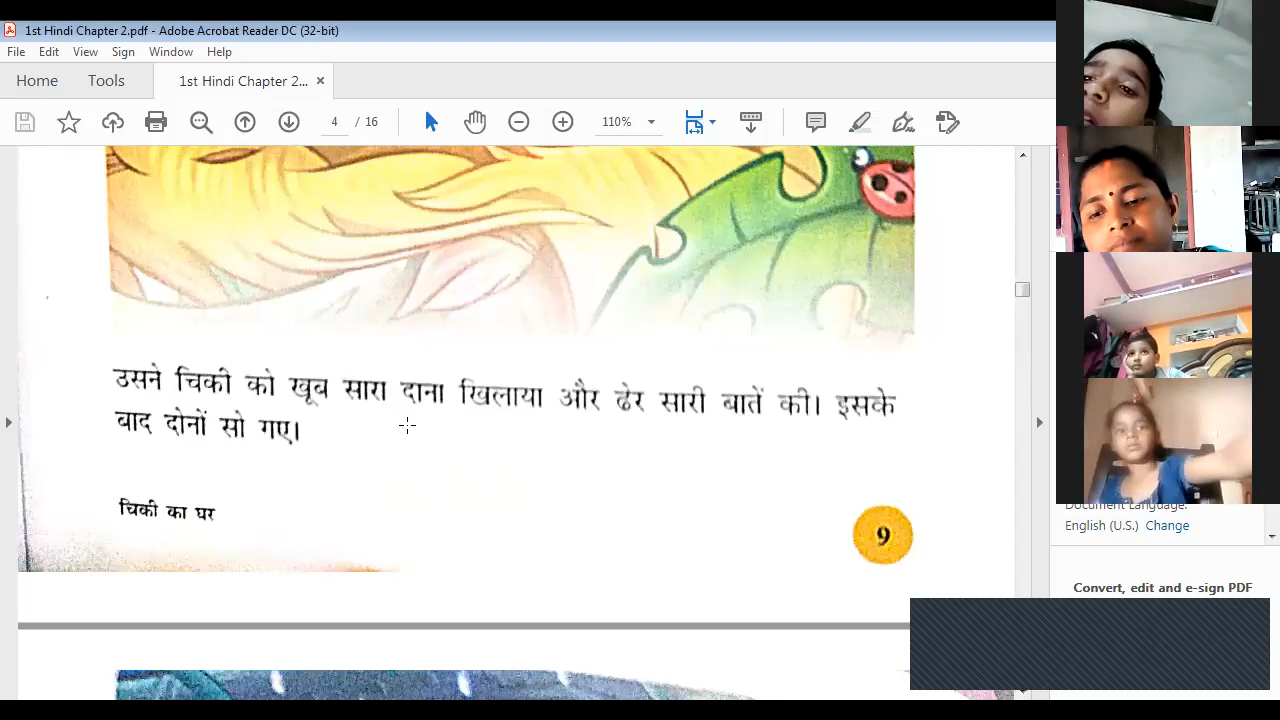 1st Hindi Chapter 2.pdf - Adobe Acrobat Reader DC (32-bit)
File Edit View Sign Window Help
Home Tools 1st Hindi Chapter 2... ×
4 / 16 110%
उसने चिकी को खूब सारा दाना खिलाया और ढेर सारी बातें की। इसके
बाद दोनों सो गए।
चिकी का घर
9
Document Language:
English (U.S.) Change
Convert, edit and e-sign PDF